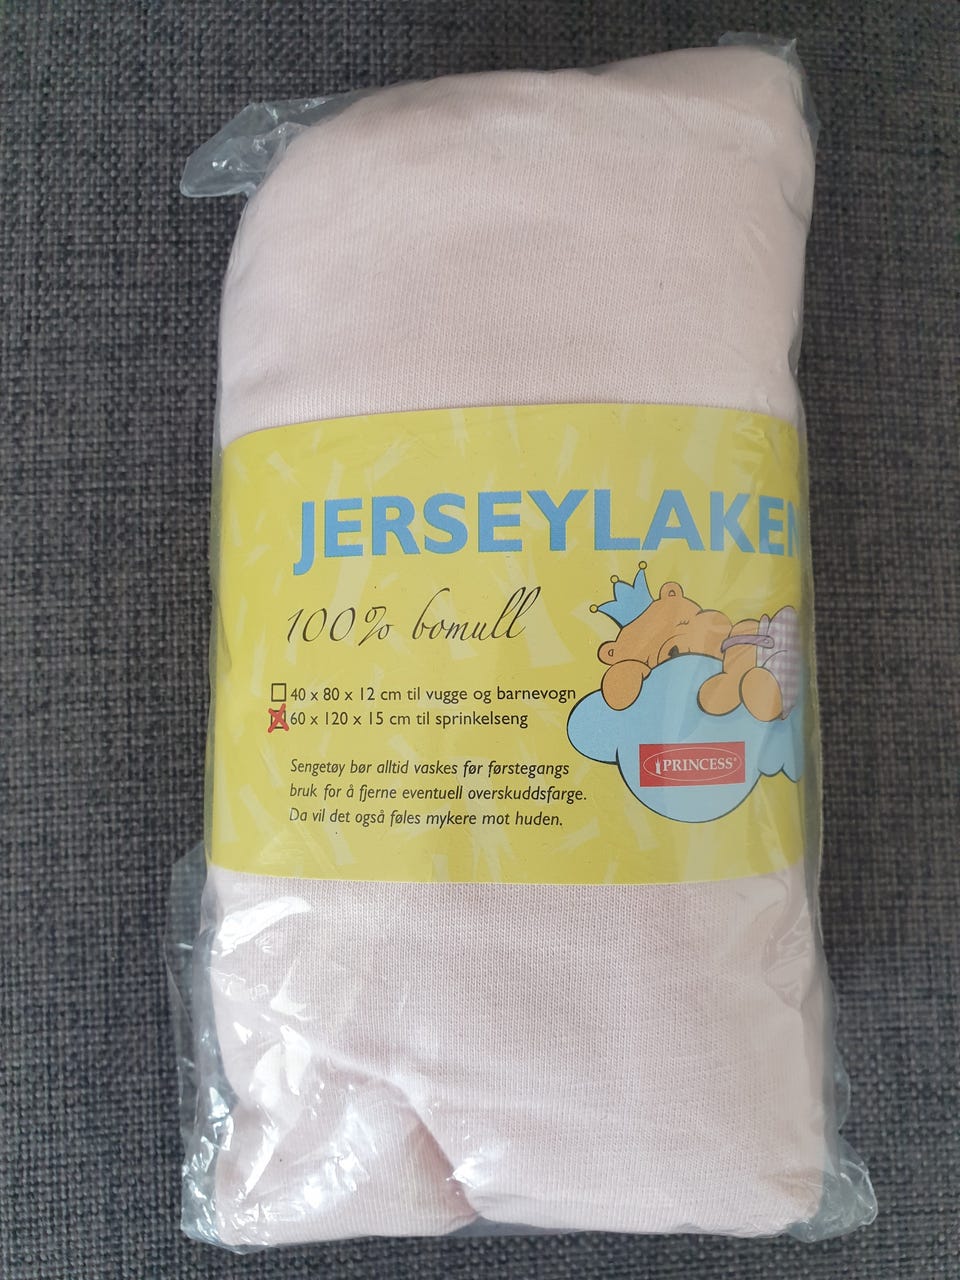 JERSEYLAKEN
100% bomull
40 x 80 x 12 cm til vugge og barnevogn
60 x 120 x 15 cm til sprinkelseng
PRINCESS®
Sengetøy bør alltid vaskes før førstegangs
bruk for å fjerne eventuell overskuddsfarge.
Da vil det også føles mykere mot huden.